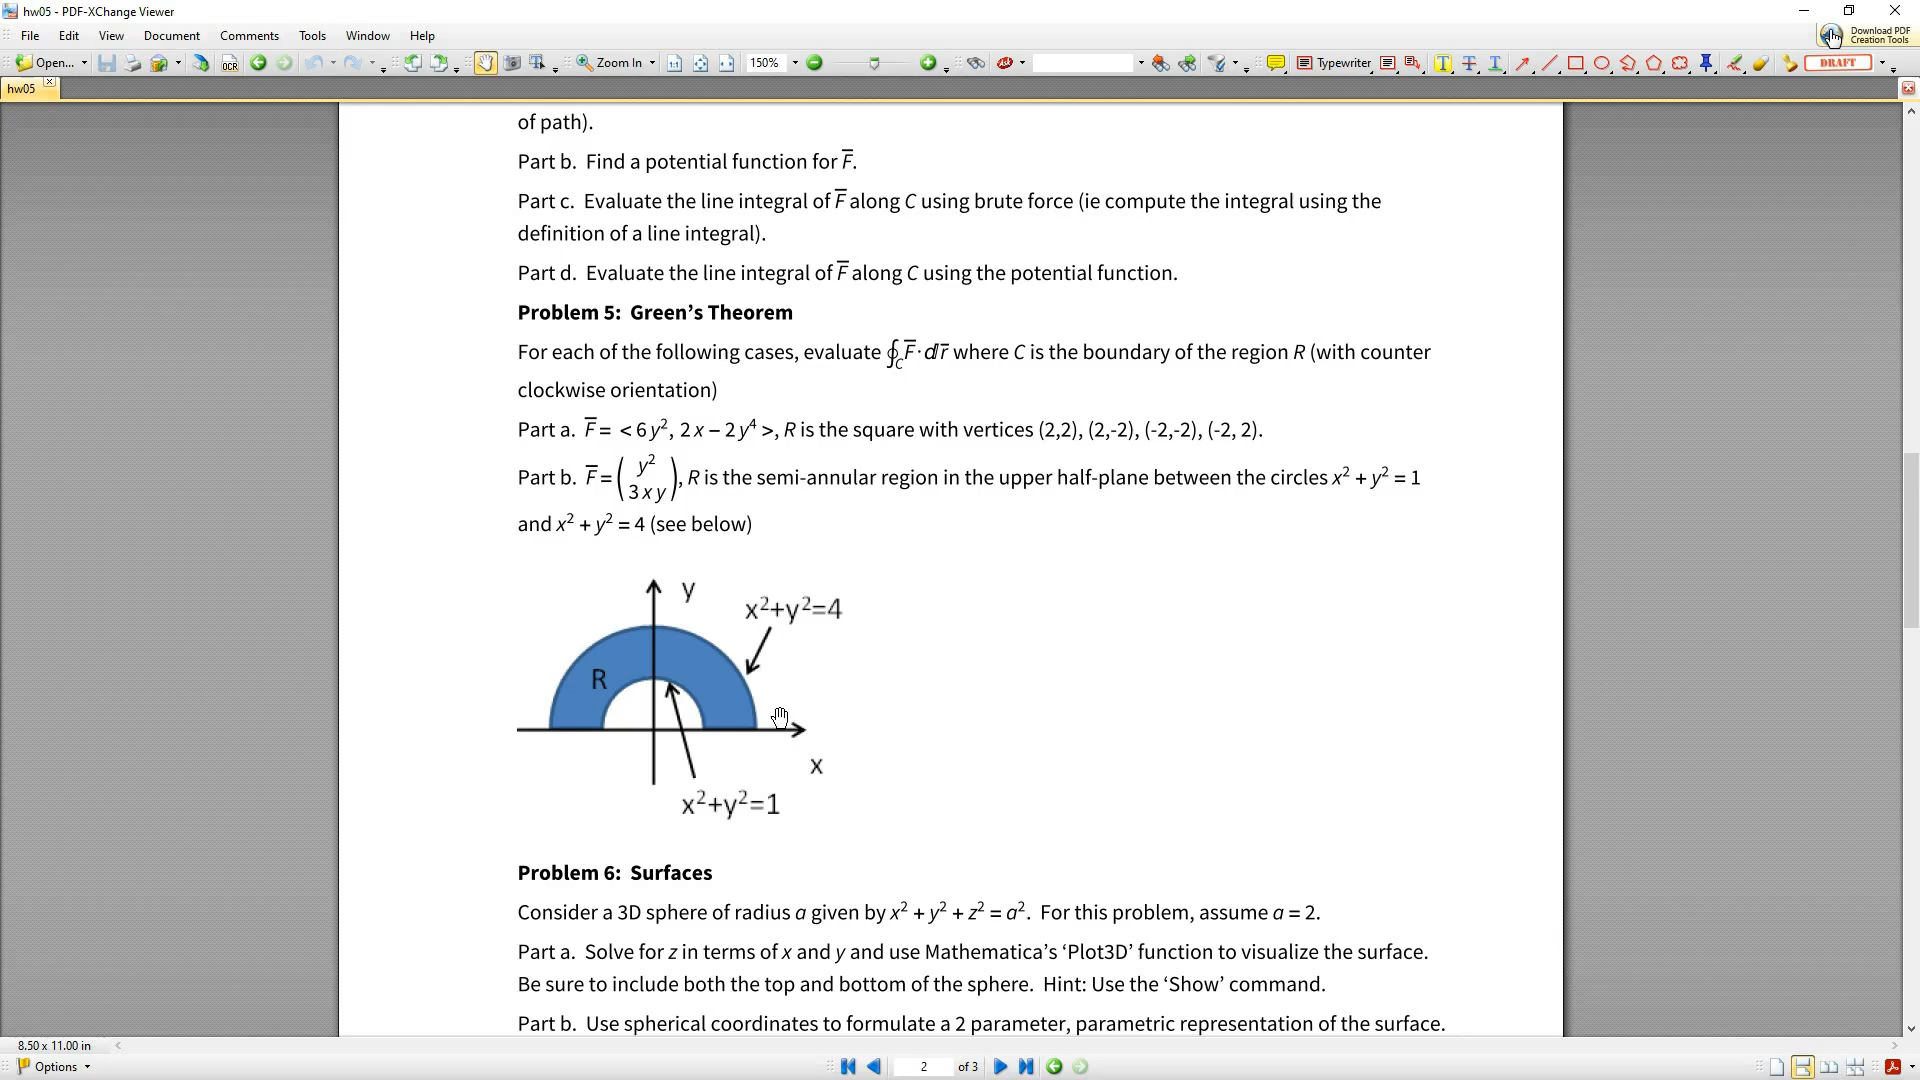 hw05 - PDF-XChange Viewer
File Edit View Document Comments Tools Window Help
Download PDF
Creation Tools
Open... OCR Zoom In 150% Typewriter DRAFT
hw05
of path).
Part b. Find a potential function for F̅.
Part c. Evaluate the line integral of F̅ along C using brute force (ie compute the integral using the
definition of a line integral).
Part d. Evaluate the line integral of F̅ along C using the potential function.
Problem 5: Green’s Theorem
For each of the following cases, evaluate ∮_C F̅ · d r̅ where C is the boundary of the region R (with counter
clockwise orientation)
Part a. F̅ = < 6 y², 2 x – 2 y⁴ >, R is the square with vertices (2,2), (2,-2), (-2,-2), (-2, 2).
Part b. F̅ = ( y² 3 x y ), R is the semi-annular region in the upper half-plane between the circles x² + y² = 1
and x² + y² = 4 (see below)
y
x²+y²=4
R
x
x²+y²=1
Problem 6: Surfaces
Consider a 3D sphere of radius a given by x² + y² + z² = a². For this problem, assume a = 2.
Part a. Solve for z in terms of x and y and use Mathematica’s ‘Plot3D’ function to visualize the surface.
Be sure to include both the top and bottom of the sphere. Hint: Use the ‘Show’ command.
Part b. Use spherical coordinates to formulate a 2 parameter, parametric representation of the surface.
8.50 x 11.00 in
Options 2 of 3